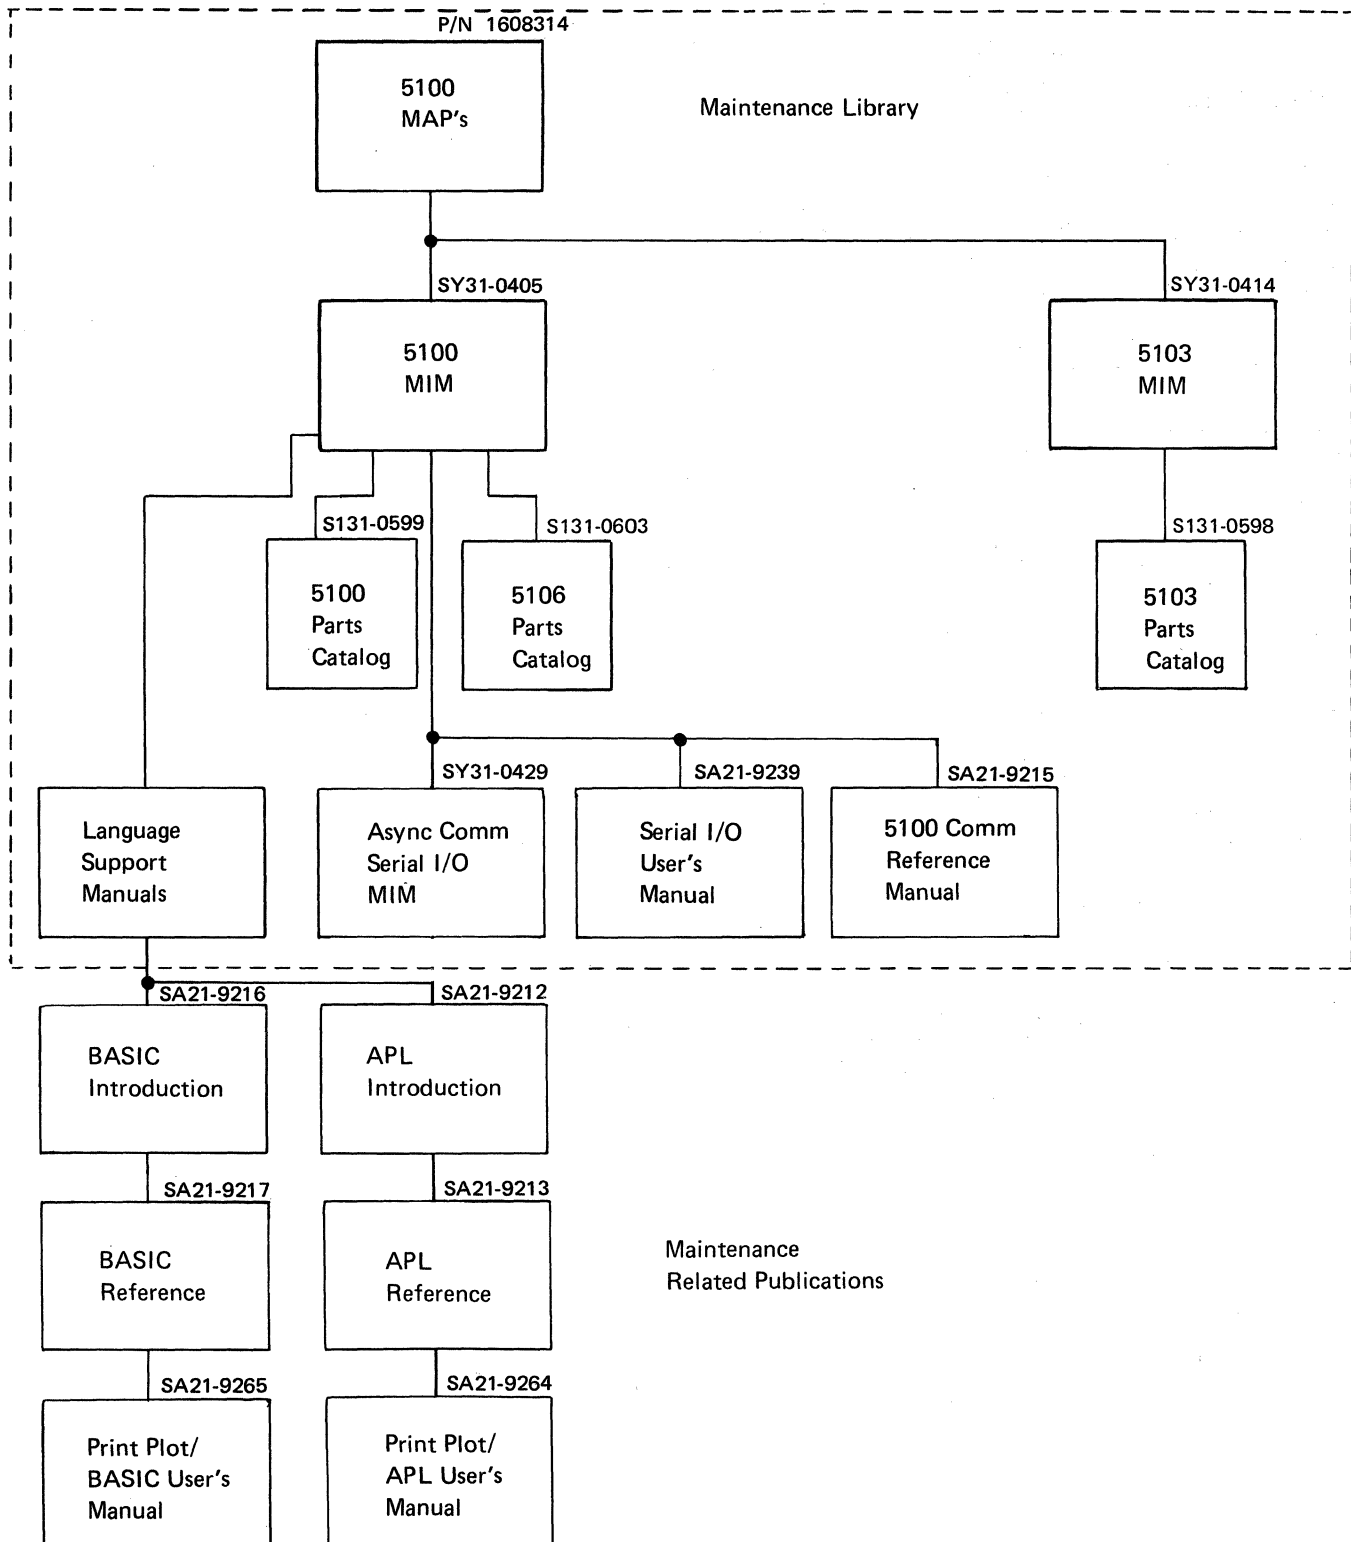 P/N 1608314
5100
MAP's
Maintenance Library
SY31-0405
5100
MIM
SY31-0414
5103
MIM
S131-0599
5100
Parts
Catalog
S131-0603
5106
Parts
Catalog
S131-0598
5103
Parts
Catalog
Language
Support
Manuals
SY31-0429
Async Comm
Serial I/O
MIM
SA21-9239
Serial I/O
User's
Manual
SA21-9215
5100 Comm
Reference
Manual
SA21-9216
BASIC
Introduction
SA21-9212
APL
Introduction
SA21-9217
BASIC
Reference
SA21-9213
APL
Reference
Maintenance
Related Publications
SA21-9265
Print Plot/
BASIC User's
Manual
SA21-9264
Print Plot/
APL User's
Manual